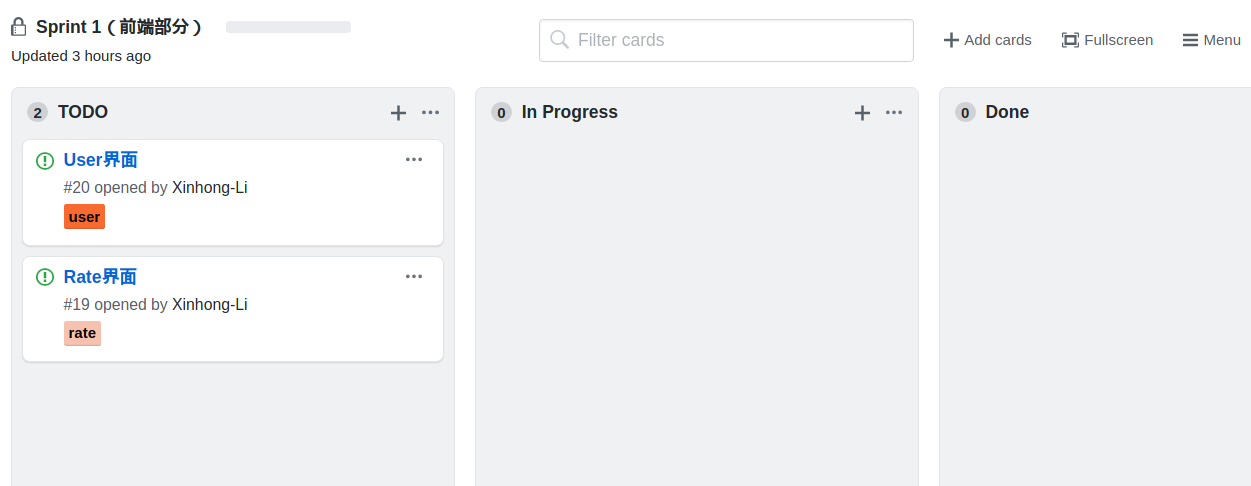 Sprint 1（前端部分）
Updated 3 hours ago
Filter cards
Add cards
Fullscreen
Menu
2 TODO
User界面
#20 opened by Xinhong-Li
user
Rate界面
#19 opened by Xinhong-Li
rate
0 In Progress
0 Done